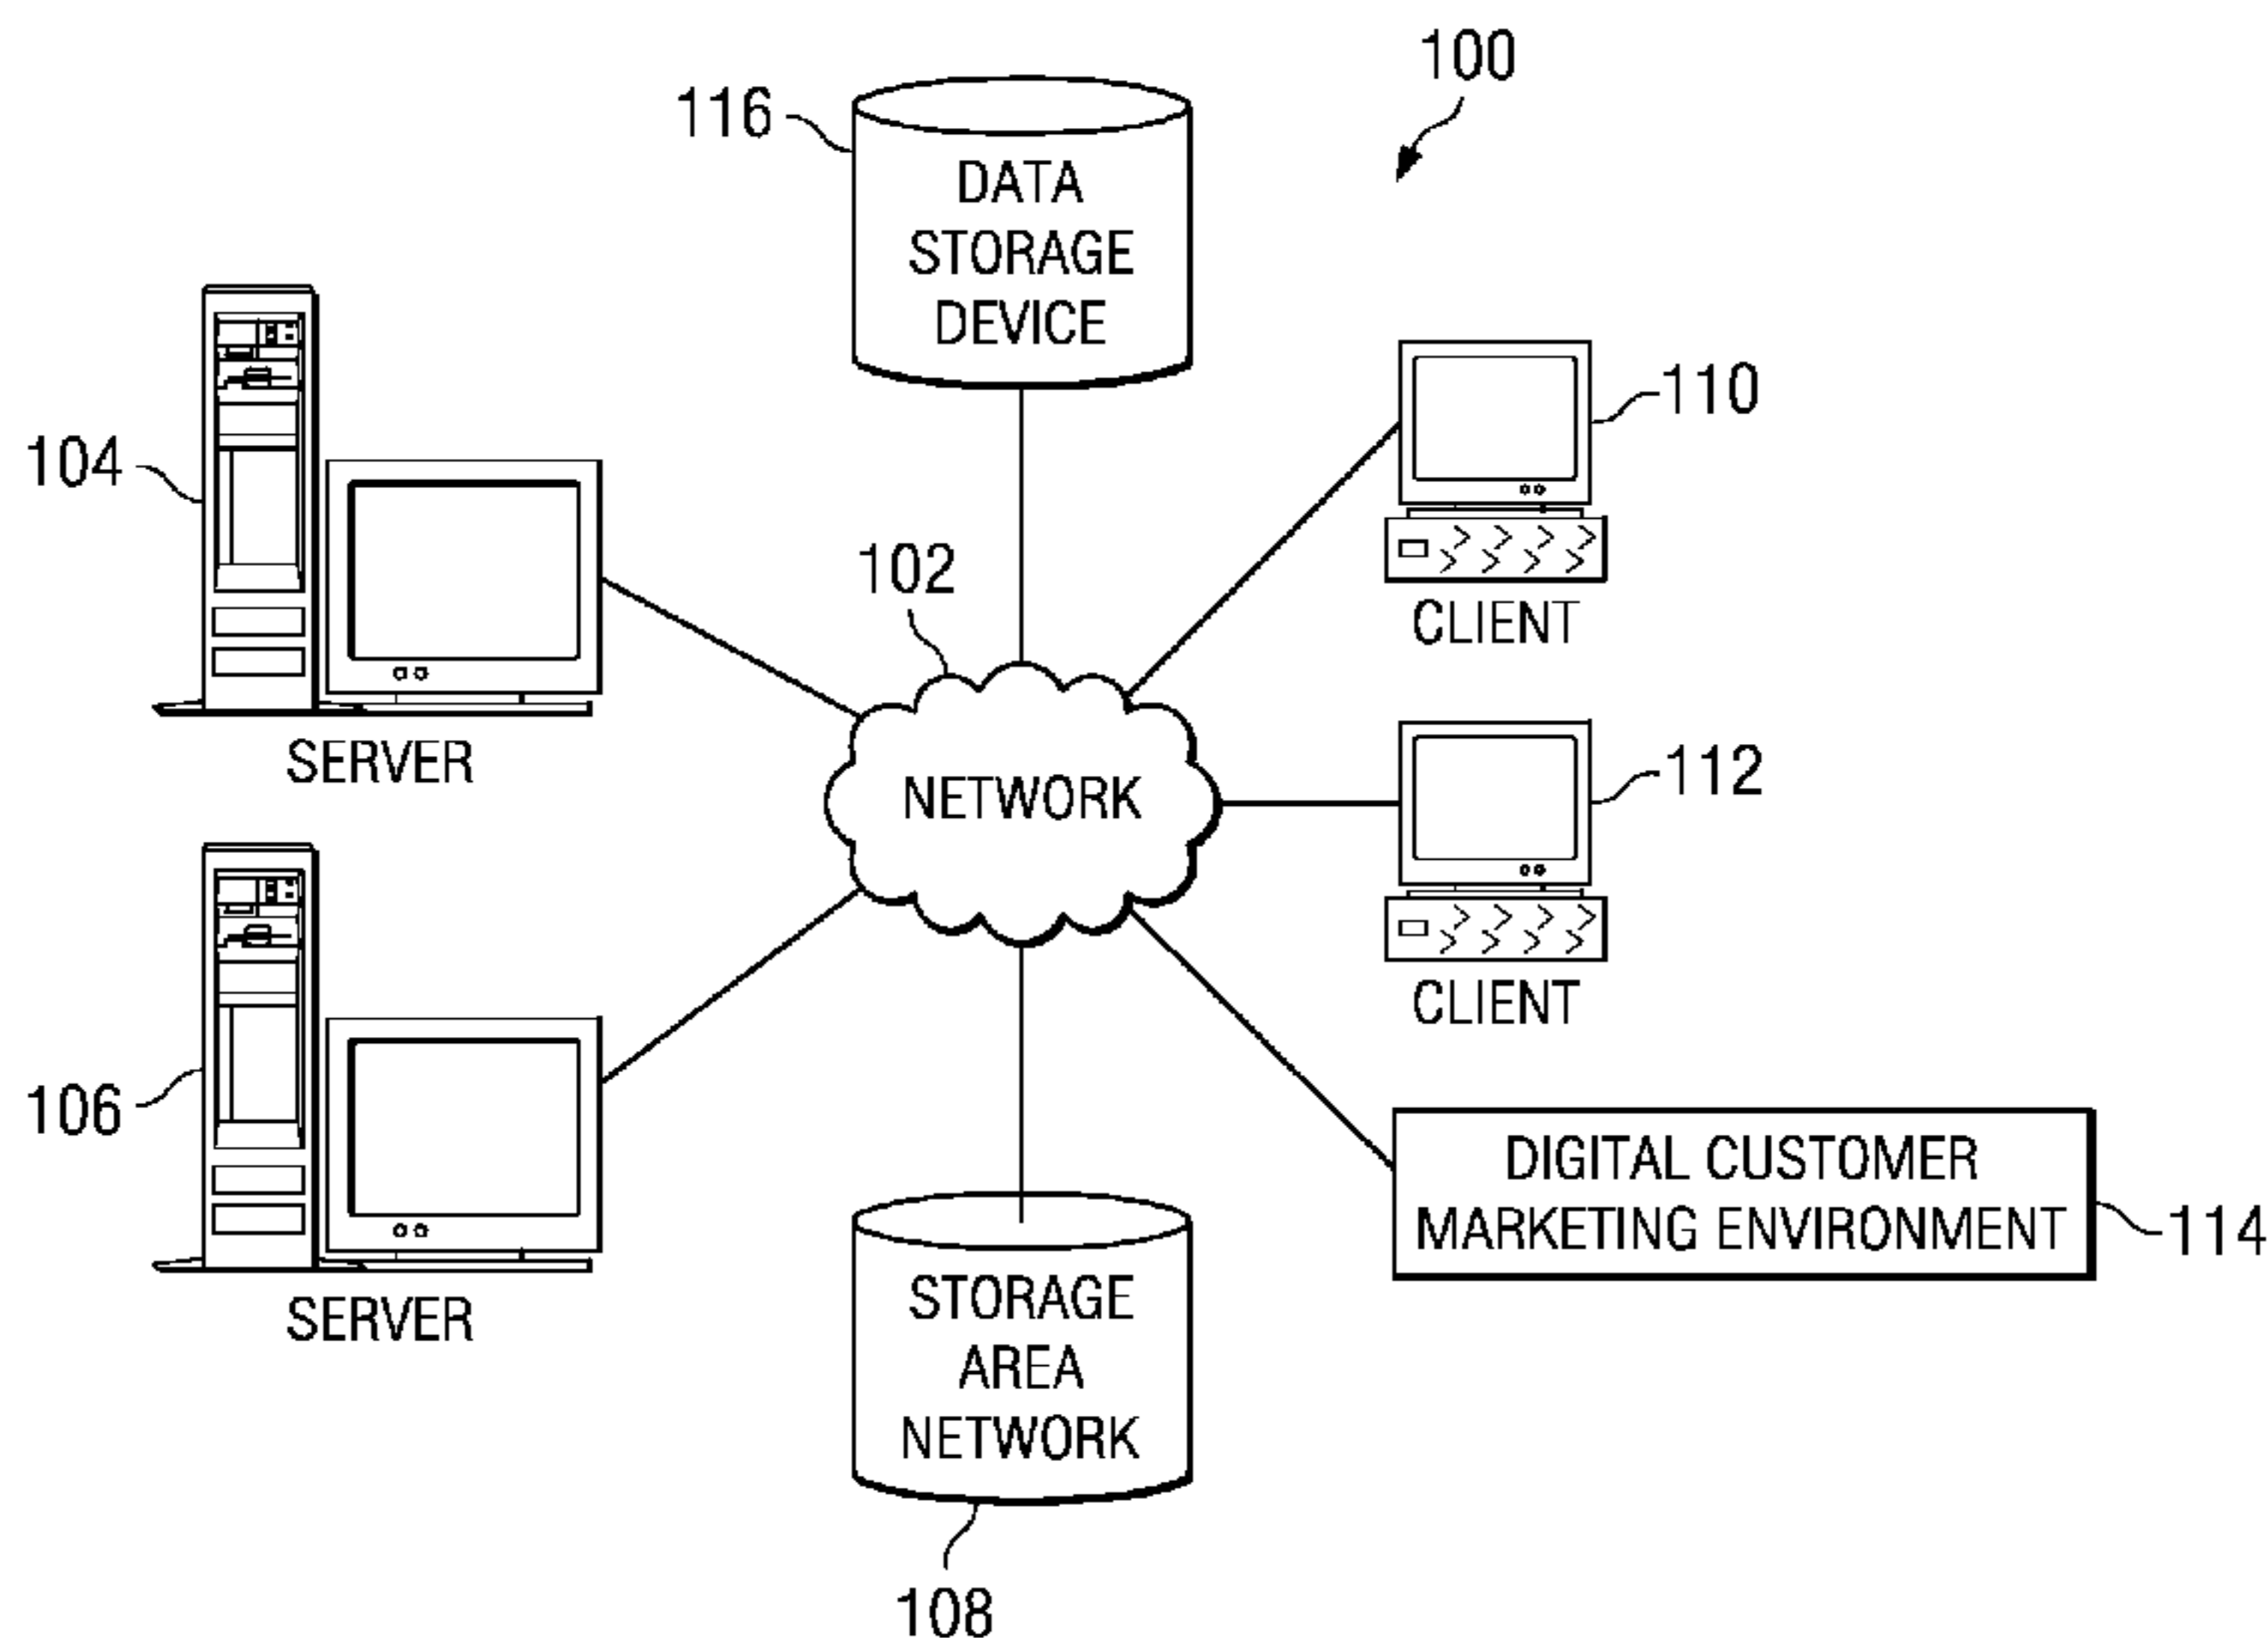 100
116
DATA
STORAGE
DEVICE
110
CLIENT
104
SERVER
102
NETWORK
112
CLIENT
106
SERVER
DIGITAL CUSTOMER
MARKETING ENVIRONMENT
114
STORAGE
AREA
NETWORK
108